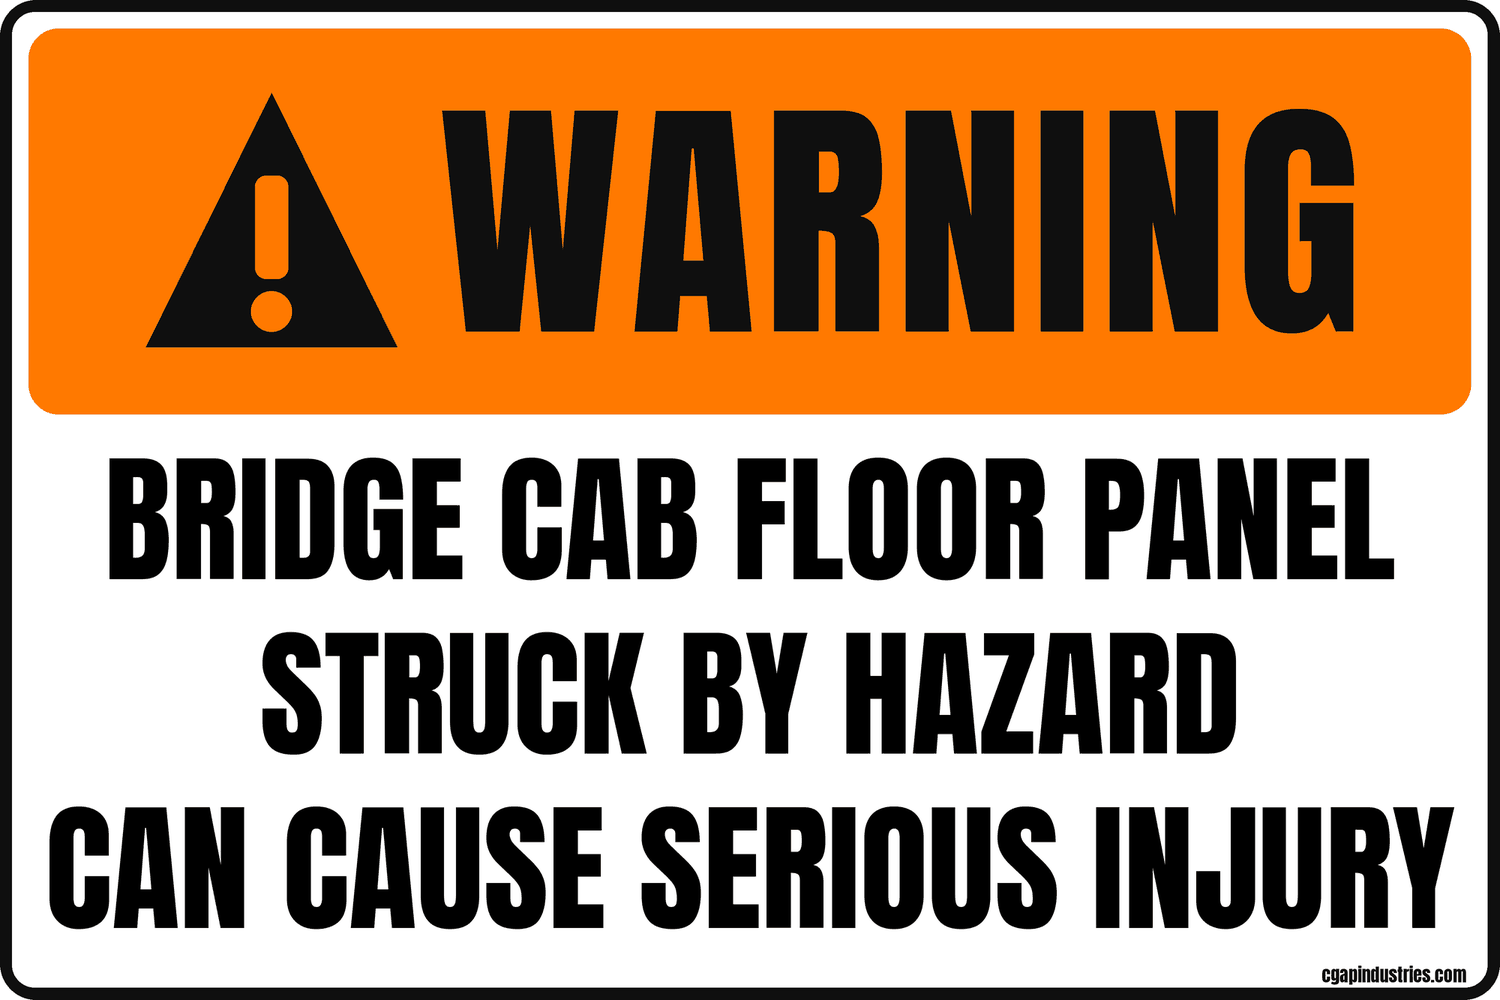 WARNING
BRIDGE CAB FLOOR PANEL
STRUCK BY HAZARD
CAN CAUSE SERIOUS INJURY
cgapindustries.com